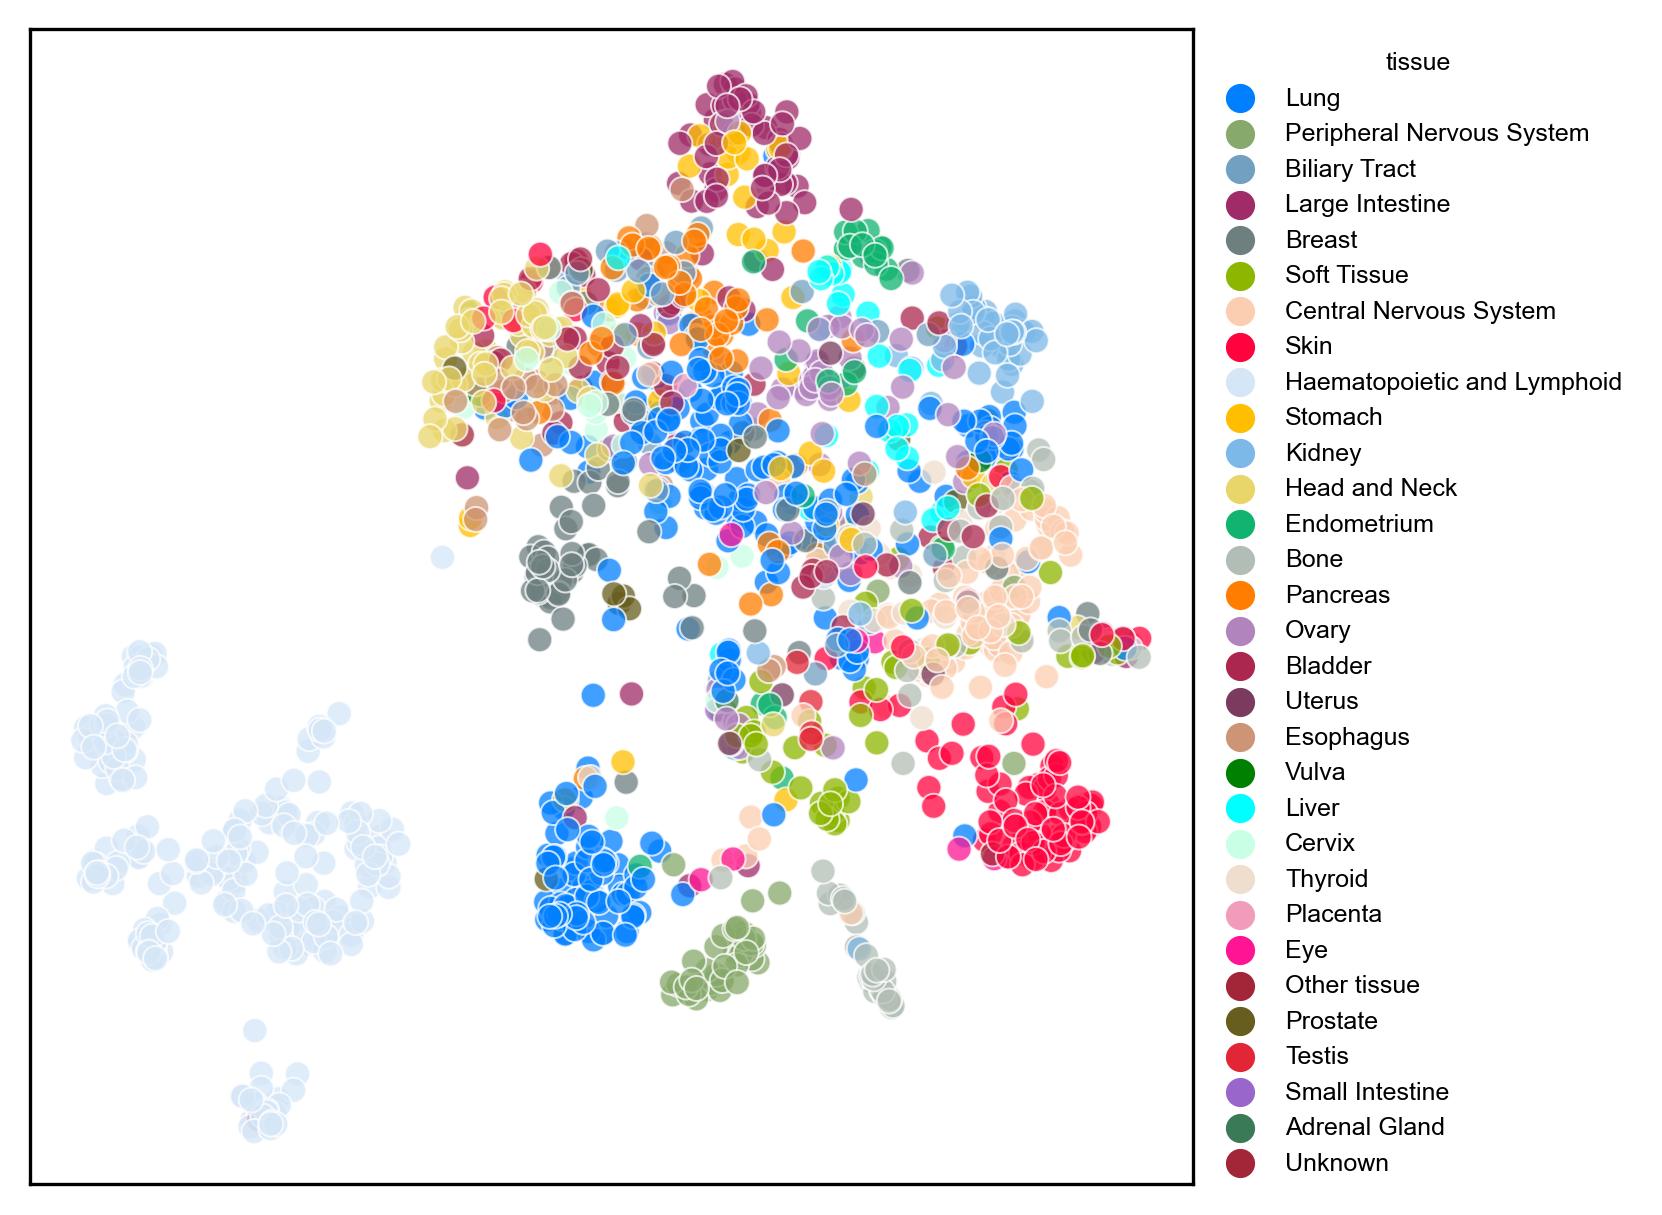 tissue
Lung
Peripheral Nervous System
Biliary Tract
Large Intestine
Breast
Soft Tissue
Central Nervous System
Skin
Haematopoietic and Lymphoid
Stomach
Kidney
Head and Neck
Endometrium
Bone
Pancreas
Ovary
Bladder
Uterus
Esophagus
Vulva
Liver
Cervix
Thyroid
Placenta
Eye
Other tissue
Prostate
Testis
Small Intestine
Adrenal Gland
Unknown